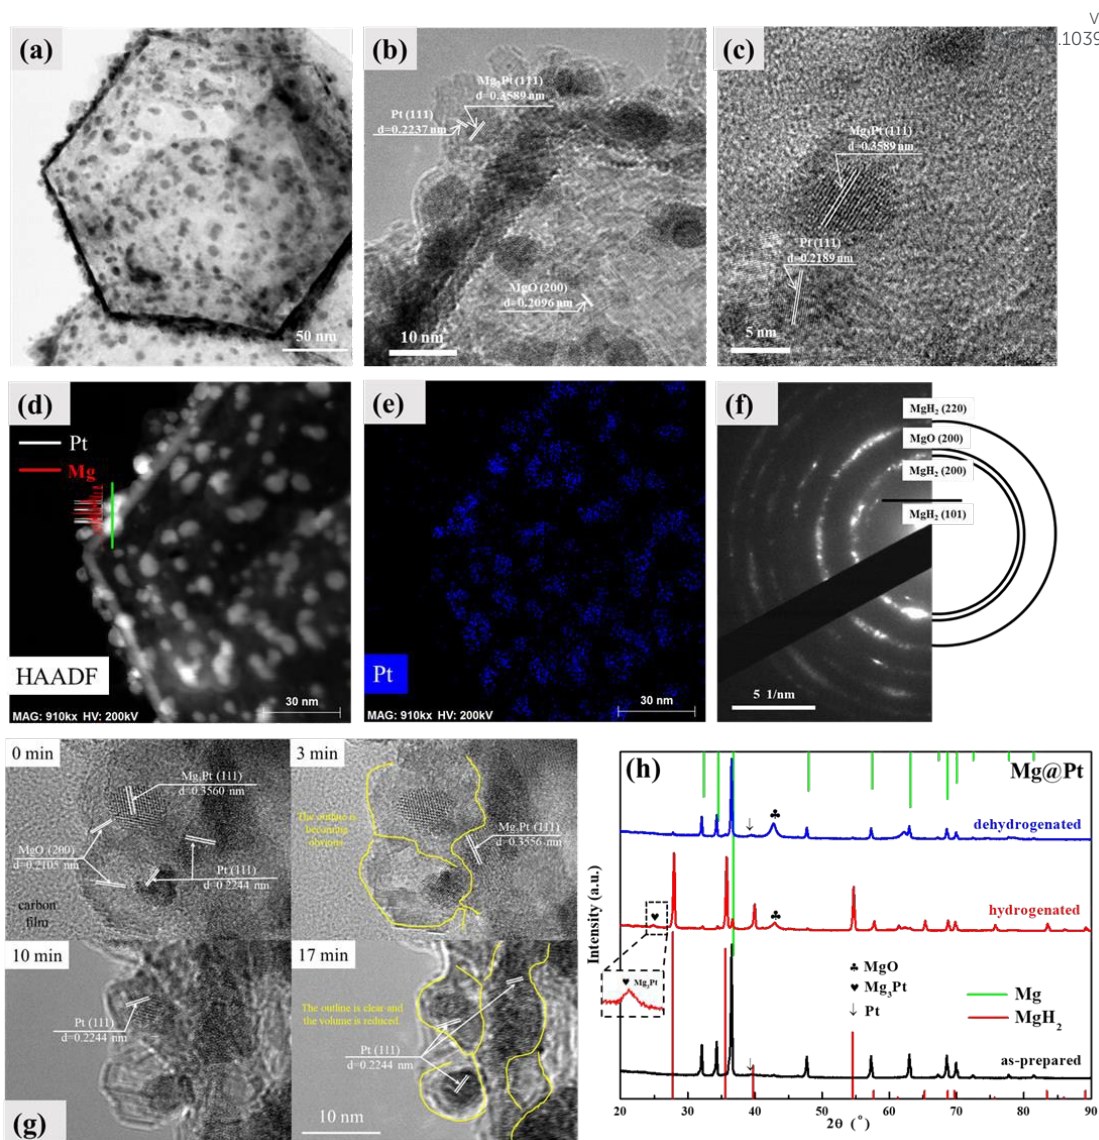 V
.1039
(a)
50 nm
(b)
Mg3Pt (111)
d=0.3589 nm
Pt (111)
d=0.2237 nm
MgO (200)
d=0.2096 nm
10 nm
(c)
Mg3Pt (111)
d=0.3589 nm
Pt (111)
d=0.2189 nm
5 nm
(d)
Pt
Mg
HAADF
30 nm
MAG: 910kx HV: 200kV
(e)
Pt
30 nm
MAG: 910kx HV: 200kV
(f)
MgH₂ (220)
MgO (200)
MgH₂ (200)
MgH₂ (101)
5 1/nm
0 min
Mg3Pt (111)
d=0.3560 nm
MgO (200)
d=0.2105 nm
Pt (111)
d=0.2244 nm
carbon
film
3 min
The outline is
becoming
obvious.
Mg3Pt (111)
d=0.3556 nm
10 min
Pt (111)
d=0.2244 nm
(g)
17 min
The outline is clear and
the volume is reduced.
Pt (111)
d=0.2244 nm
10 nm
(h)
Mg@Pt
♣
↓
dehydrogenated
♥
♣
hydrogenated
♥ Mg₃Pt
♣ MgO
♥ Mg₃Pt
↓ Pt
Mg
MgH₂
↓
as-prepared
Intensity (a.u.)
20 30 40 50 60 70 80 90
2θ (°)